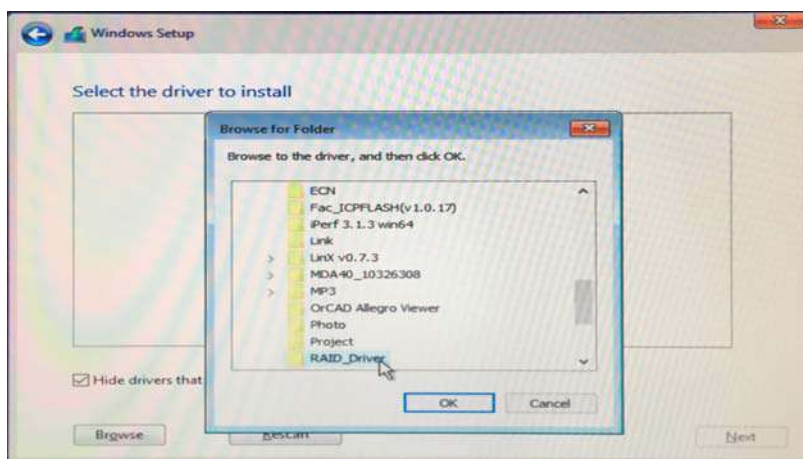 Windows Setup
Select the driver to install
Browse for Folder
Browse to the driver, and then click OK.
ECN
Fac_ICPFLASH(v1.0.17)
iPerf 3.1.3 win64
Link
LinX v0.7.3
MDA40_10326308
MP3
OrCAD Allegro Viewer
Photo
Project
RAID_Driver
Hide drivers that
OK
Cancel
Browse
Rescan
Next